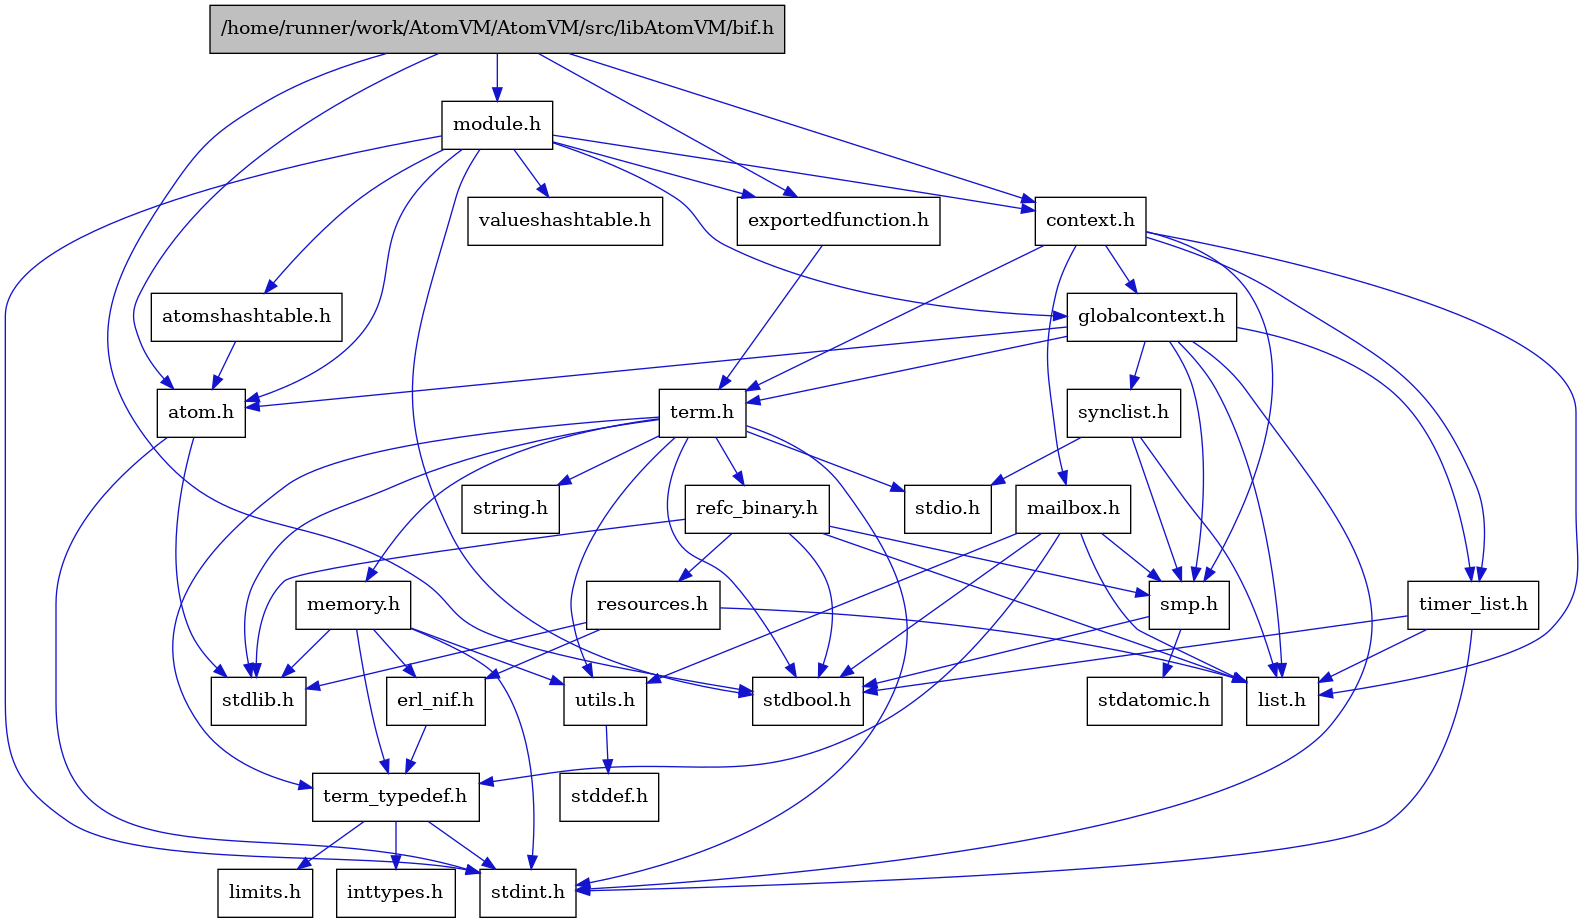 /home/runner/work/AtomVM/AtomVM/src/libAtomVM/bif.h
module.h
valueshashtable.h
exportedfunction.h
context.h
atomshashtable.h
globalcontext.h
atom.h
term.h
synclist.h
string.h
refc_binary.h
stdio.h
mailbox.h
memory.h
resources.h
smp.h
timer_list.h
stdlib.h
erl_nif.h
utils.h
stdbool.h
stdatomic.h
list.h
term_typedef.h
stddef.h
limits.h
inttypes.h
stdint.h